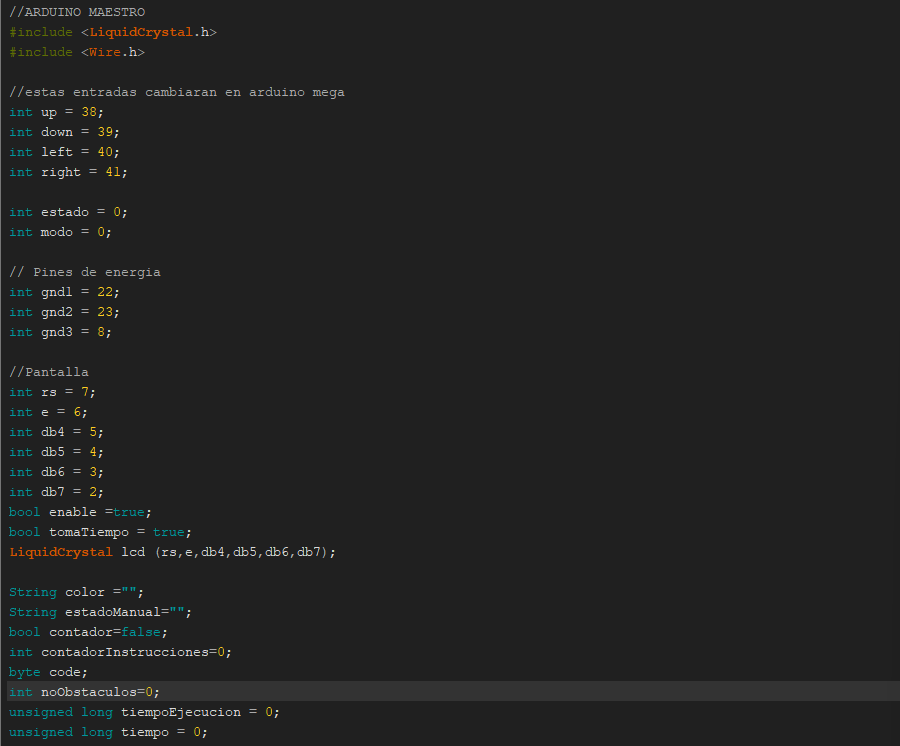 //ARDUINO MAESTRO
#include <LiquidCrystal.h>
#include <Wire.h>
//estas entradas cambiaran en arduino mega
int up = 38;
int down = 39;
int left = 40;
int right = 41;
int estado = 0;
int modo = 0;
// Pines de energia
int gnd1 = 22;
int gnd2 = 23;
int gnd3 = 8;
//Pantalla
int rs = 7;
int e = 6;
int db4 = 5;
int db5 = 4;
int db6 = 3;
int db7 = 2;
bool enable =true;
bool tomaTiempo = true;
LiquidCrystal lcd (rs,e,db4,db5,db6,db7);
String color ="";
String estadoManual="";
bool contador=false;
int contadorInstrucciones=0;
byte code;
int noObstaculos=0;
unsigned long tiempoEjecucion = 0;
unsigned long tiempo = 0;